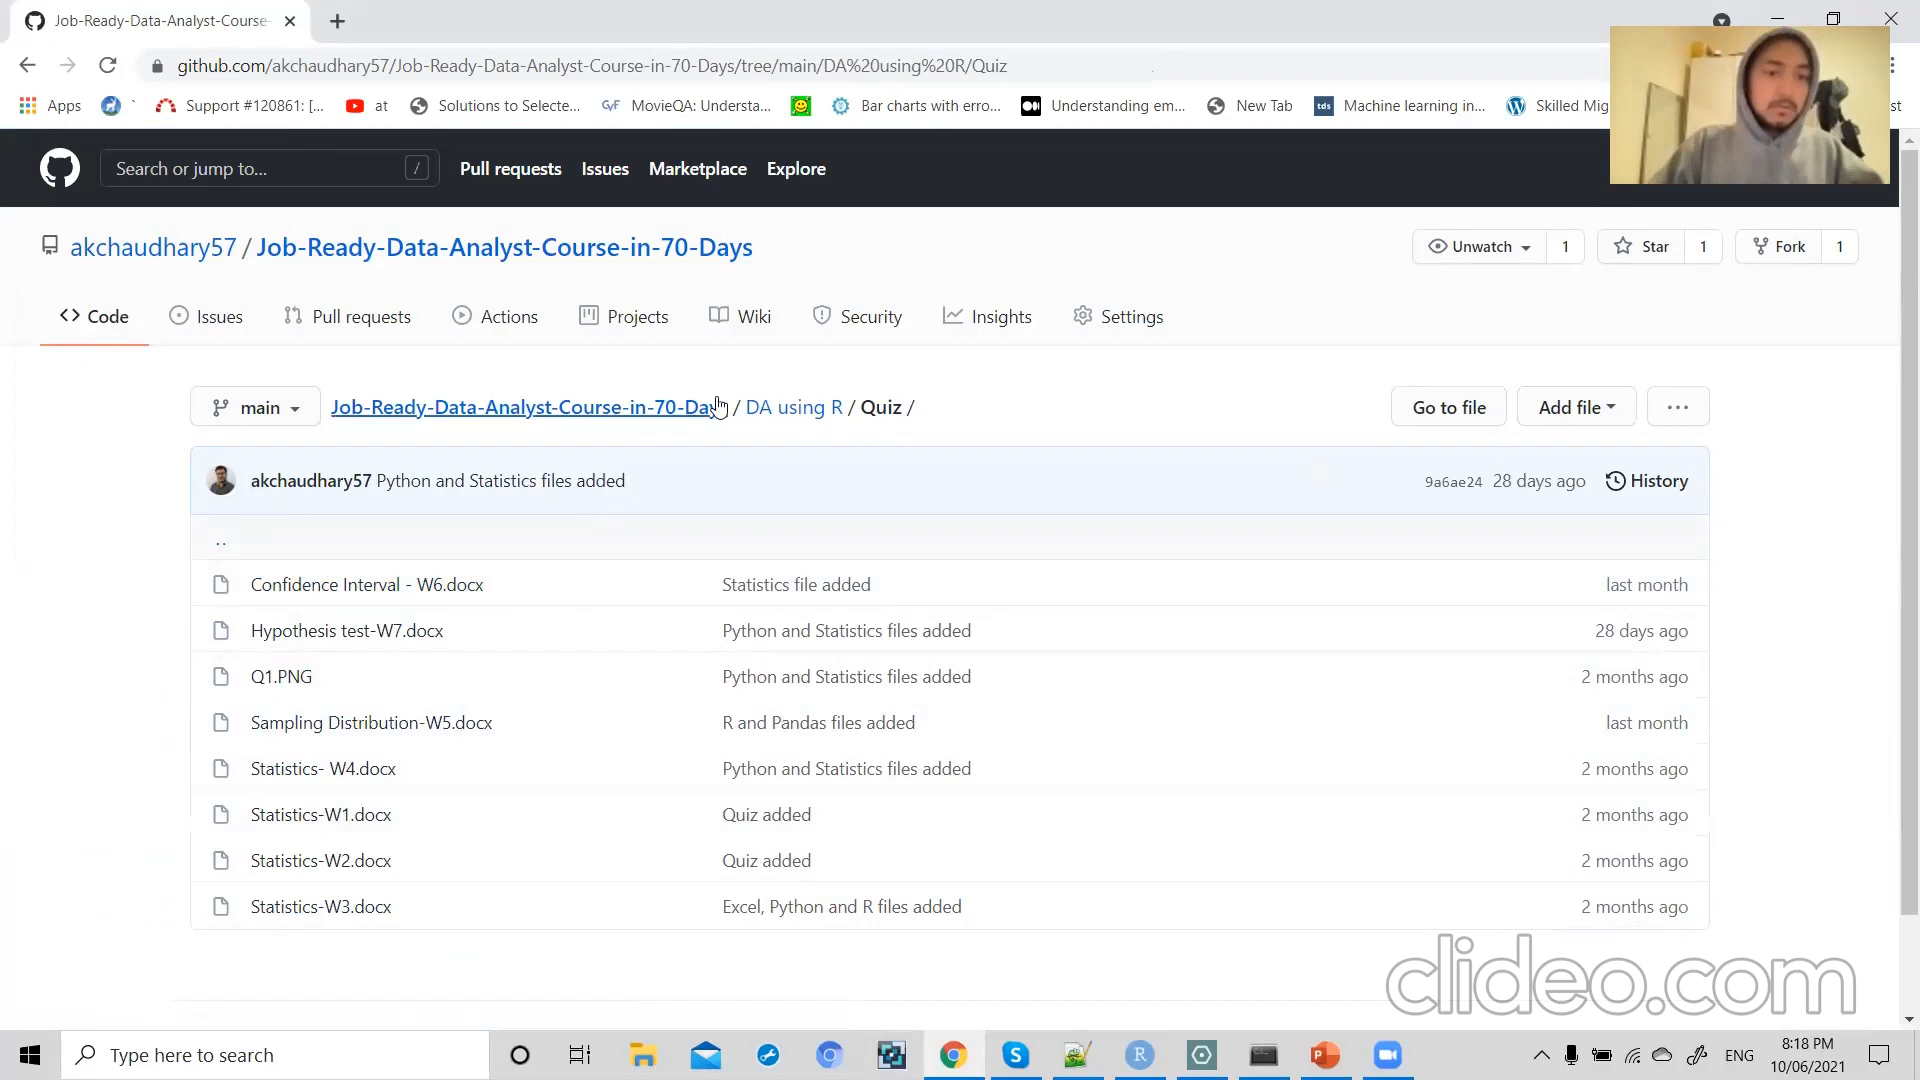 Job-Ready-Data-Analyst-Course-
github.com/akchaudhary57/Job-Ready-Data-Analyst-Course-in-70-Days/tree/main/DA%20using%20R/Quiz
Apps Support #120861: [... at Solutions to Selecte... MovieQA: Understa... Bar charts with erro... Understanding em... New Tab Machine learning in... Skilled Mig st
Search or jump to... / Pull requests Issues Marketplace Explore
akchaudhary57 / Job-Ready-Data-Analyst-Course-in-70-Days Unwatch 1 Star 1 Fork 1
Code Issues Pull requests Actions Projects Wiki Security Insights Settings
main Job-Ready-Data-Analyst-Course-in-70-Days / DA using R / Quiz / Go to file Add file ...
akchaudhary57 Python and Statistics files added 9a6ae24 28 days ago History
..
Confidence Interval - W6.docx Statistics file added last month
Hypothesis test-W7.docx Python and Statistics files added 28 days ago
Q1.PNG Python and Statistics files added 2 months ago
Sampling Distribution-W5.docx R and Pandas files added last month
Statistics- W4.docx Python and Statistics files added 2 months ago
Statistics-W1.docx Quiz added 2 months ago
Statistics-W2.docx Quiz added 2 months ago
Statistics-W3.docx Excel, Python and R files added 2 months ago
clideo.com
Type here to search ENG 8:18 PM
10/06/2021